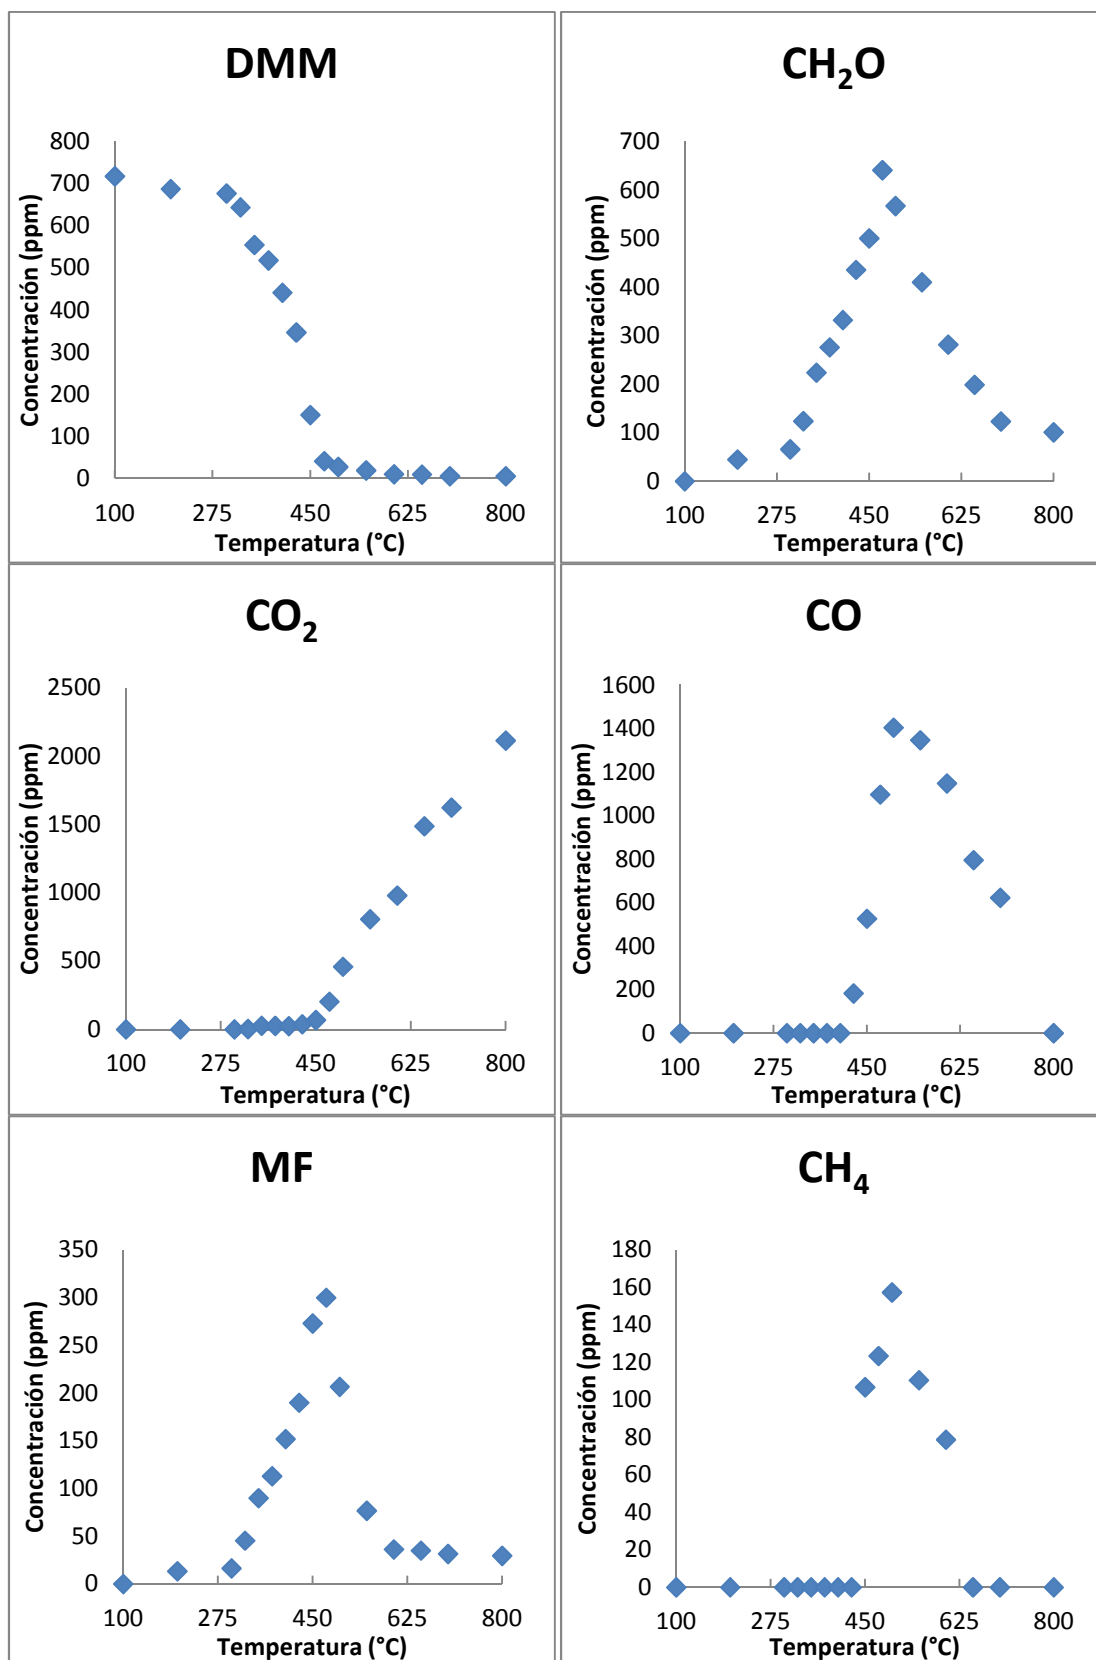 DMM
800
700
600
500
400
300
200
100
0
100 275 450 625 800
Concentración (ppm)
Temperatura (°C)
CH₂O
700
600
500
400
300
200
100
0
100 275 450 625 800
Concentración (ppm)
Temperatura (°C)
CO₂
2500
2000
1500
1000
500
0
100 275 450 625 800
Concentración (ppm)
Temperatura (°C)
CO
1600
1400
1200
1000
800
600
400
200
0
100 275 450 625 800
Concentración (ppm)
Temperatura (°C)
MF
350
300
250
200
150
100
50
0
100 275 450 625 800
Concentración (ppm)
Temperatura (°C)
CH₄
180
160
140
120
100
80
60
40
20
0
100 275 450 625 800
Concentración (ppm)
Temperatura (°C)